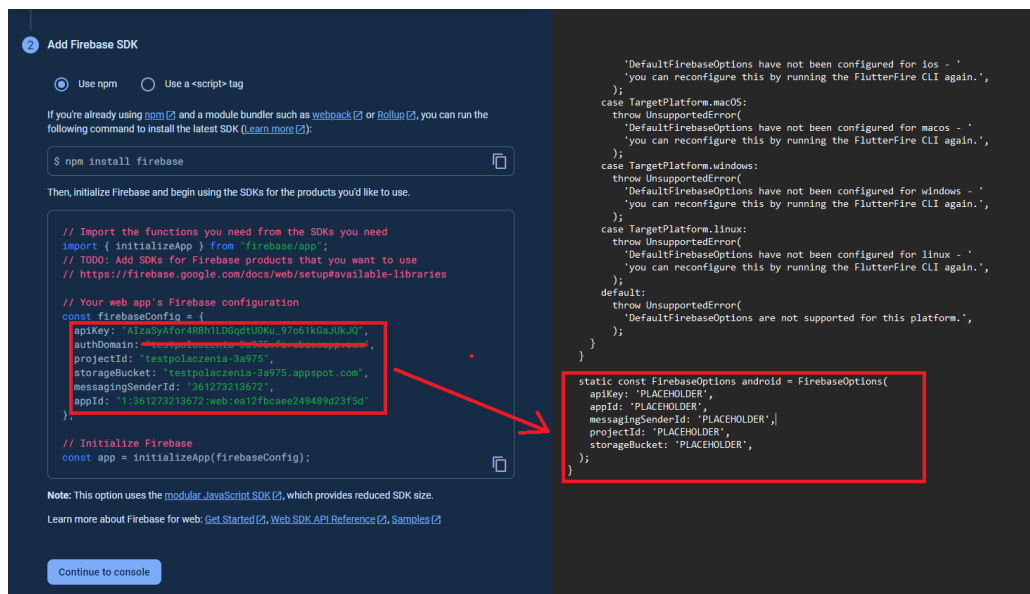 2 Add Firebase SDK
Use npm Use a <script> tag
If you're already using npm and a module bundler such as webpack or Rollup, you can run the
following command to install the latest SDK (Learn more):
$ npm install firebase
Then, initialize Firebase and begin using the SDKs for the products you'd like to use.
// Import the functions you need from the SDKs you need
import { initializeApp } from "firebase/app";
// TODO: Add SDKs for Firebase products that you want to use
// https://firebase.google.com/docs/web/setup#available-libraries
// Your web app's Firebase configuration
const firebaseConfig = {
apiKey: "AIzaSyAfor4RBh1LDGqdtUOKu_97o61kGaJUkJQ",
authDomain: "testpolaczenia-3a975.firebaseapp.com",
projectId: "testpolaczenia-3a975",
storageBucket: "testpolaczenia-3a975.appspot.com",
messagingSenderId: "361273213672",
appId: "1:361273213672:web:ea12fbcaee249489d23f5d"
};
// Initialize Firebase
const app = initializeApp(firebaseConfig);
Note: This option uses the modular JavaScript SDK, which provides reduced SDK size.
Learn more about Firebase for web: Get Started, Web SDK API Reference, Samples
Continue to console
'DefaultFirebaseOptions have not been configured for ios - '
'you can reconfigure this by running the FlutterFire CLI again.',
);
case TargetPlatform.macOS:
throw UnsupportedError(
'DefaultFirebaseOptions have not been configured for macos - '
'you can reconfigure this by running the FlutterFire CLI again.',
);
case TargetPlatform.windows:
throw UnsupportedError(
'DefaultFirebaseOptions have not been configured for windows - '
'you can reconfigure this by running the FlutterFire CLI again.',
);
case TargetPlatform.linux:
throw UnsupportedError(
'DefaultFirebaseOptions have not been configured for linux - '
'you can reconfigure this by running the FlutterFire CLI again.',
);
default:
throw UnsupportedError(
'DefaultFirebaseOptions are not supported for this platform.',
);
}
}
static const FirebaseOptions android = FirebaseOptions(
apiKey: 'PLACEHOLDER',
appId: 'PLACEHOLDER',
messagingSenderId: 'PLACEHOLDER',
projectId: 'PLACEHOLDER',
storageBucket: 'PLACEHOLDER',
);
}